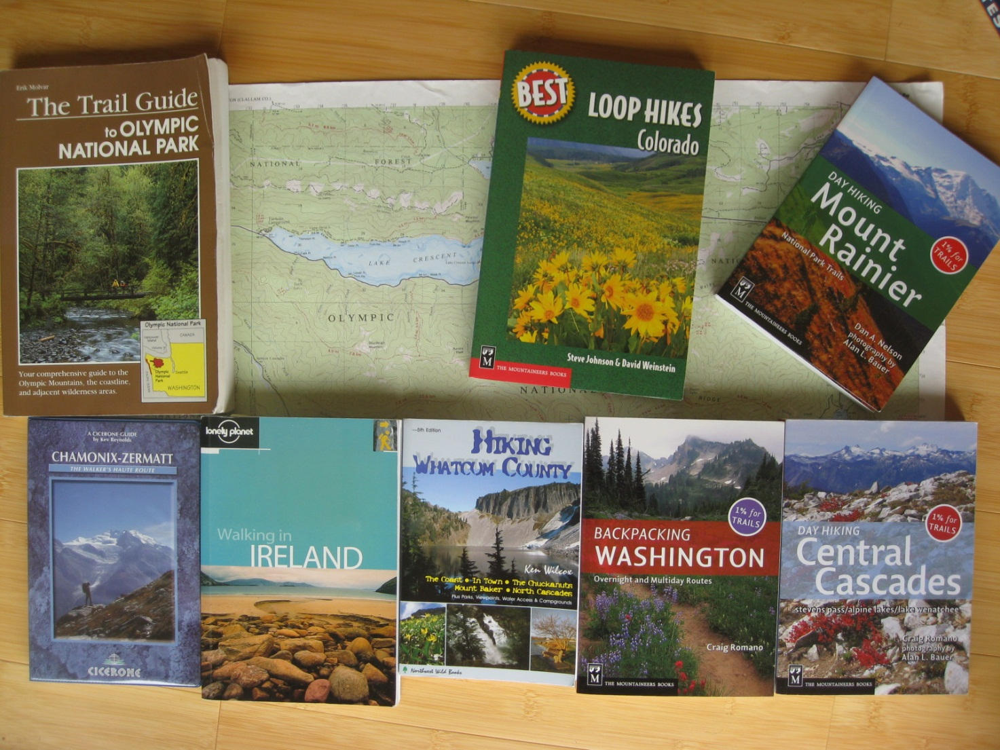 Erik Molvar
The Trail Guide
to OLYMPIC
NATIONAL PARK
Olympic National Park
CANADA
Olympic
National
Park
Seattle
WASHINGTON
Your comprehensive guide to the
Olympic Mountains, the coastline,
and adjacent wilderness areas.
(CLALLAM CO.)
NATIONAL FOREST
LAKE CRESCENT
OLYMPIC
NATIONAL
RIDGE
BEST
LOOP HIKES
Colorado
Steve Johnson & David Weinstein
M
THE MOUNTAINEERS BOOKS
DAY HIKING
Mount
Rainier
National Park Trails
1% for
TRAILS
M
THE MOUNTAINEERS BOOKS
Dan A. Nelson
photography by
Alan L. Bauer
A CICERONE GUIDE
by Kev Reynolds
CHAMONIX-ZERMATT
THE WALKER'S HAUTE ROUTE
CICERONE
lonely planet
Walking in
IRELAND
5th Edition
HIKING
WHATCOM COUNTY
Ken Wilcox
The Coast • In Town • The Chuckanuts
Mount Baker • North Cascades
Plus Parks, Viewpoints, Water Access & Campgrounds
Northwest Wild Books
1% for
TRAILS
BACKPACKING
WASHINGTON
Overnight and Multiday Routes
Craig Romano
M
THE MOUNTAINEERS BOOKS
1% for
TRAILS
DAY HIKING
Central
Cascades
stevens pass/alpine lakes/lake wenatchee
Craig Romano
photography by
Alan L. Bauer
M
THE MOUNTAINEERS BOOKS